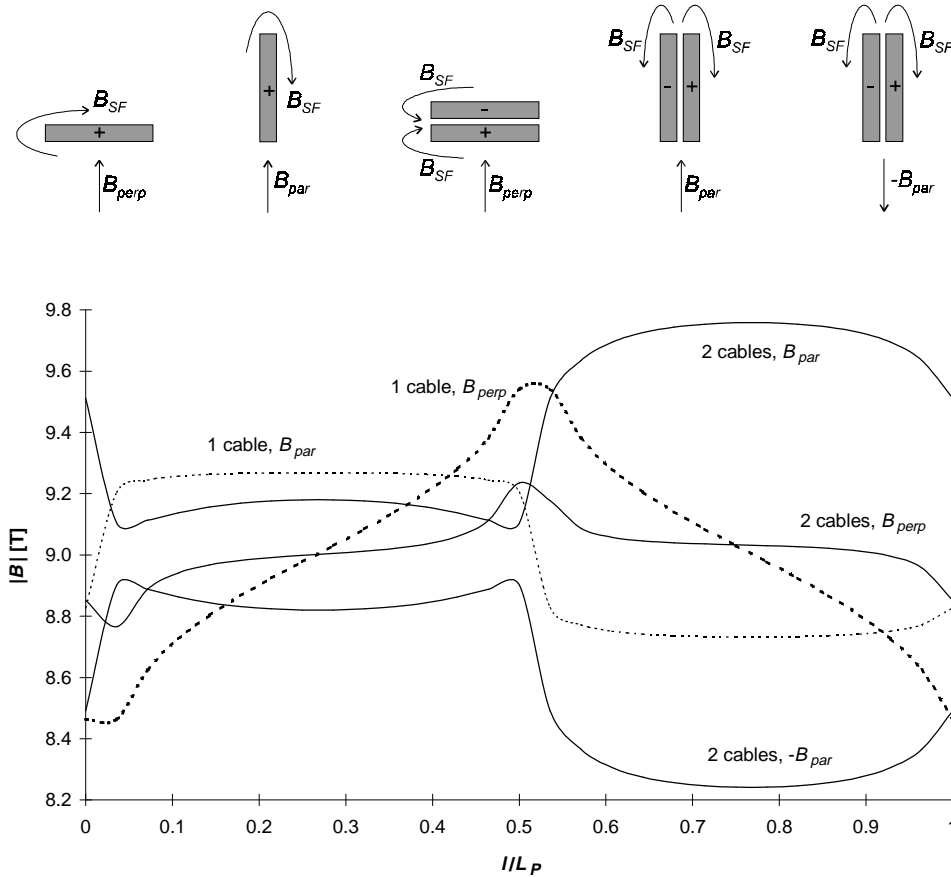 B_SF B_SF B_SF B_SF
B_SF
B_SF B_SF
- + - +
+
-
+ +
B_SF
B_perp B_par B_perp B_par -B_par
9.8
2 cables, B_par
9.6
1 cable, B_perp
9.4
1 cable, B_par
9.2
2 cables, B_perp
9.0
|B| [T]
8.8
8.6
8.4
2 cables, -B_par
8.2
0 0.1 0.2 0.3 0.4 0.5 0.6 0.7 0.8 0.9 1
l/L_P